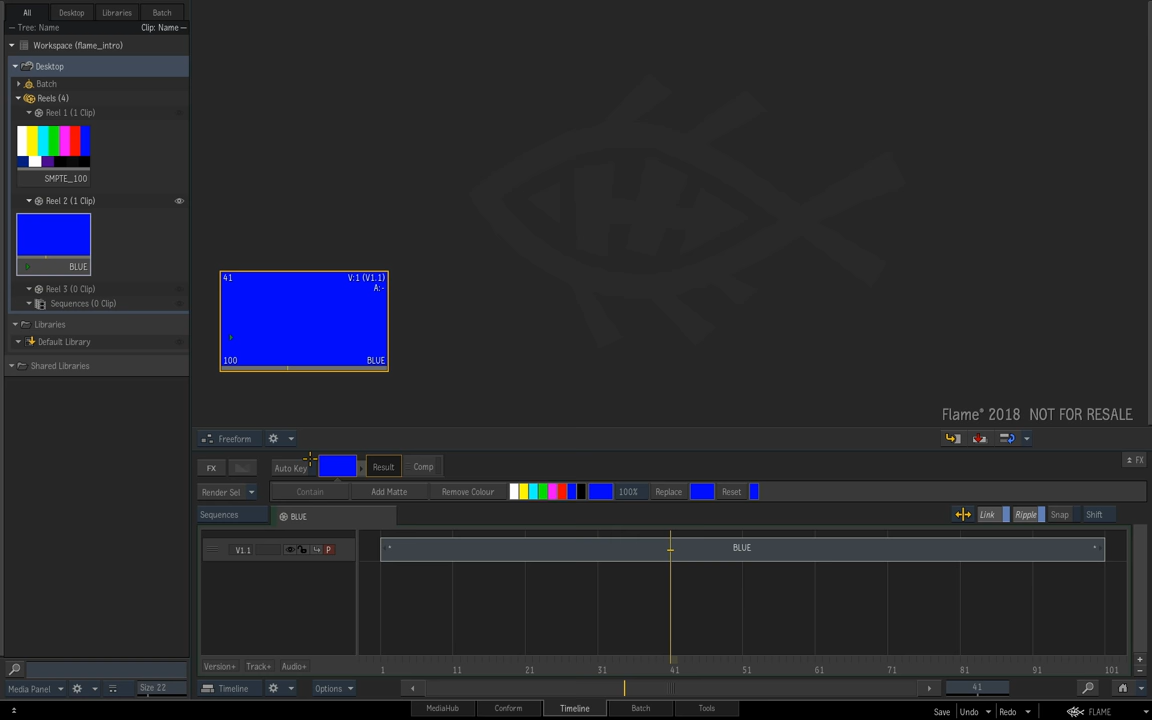 All Desktop Libraries Batch
Tree: Name Clip: Name
Workspace (flame_intro)
Desktop
Batch
Reels (4)
Reel 1 (1 Clip)
SMPTE_100
Reel 2 (1 Clip)
BLUE
Reel 3 (0 Clip)
Sequences (0 Clip)
Libraries
Default Library
Shared Libraries
41 V:1 (V1.1)
A:-
100 BLUE
Flame® 2018 NOT FOR RESALE
Freeform
FX Auto Key Result Comp FX
Render Sel Contain Add Matte Remove Colour 100% Replace Reset
Sequences BLUE Link Ripple Snap Shift
V1.1 P BLUE
Version+ Track+ Audio+ 1 11 21 31 41 51 61 71 81 91 101
Media Panel Size 22 Timeline Options 41
MediaHub Conform Timeline Batch Tools Save Undo Redo FLAME